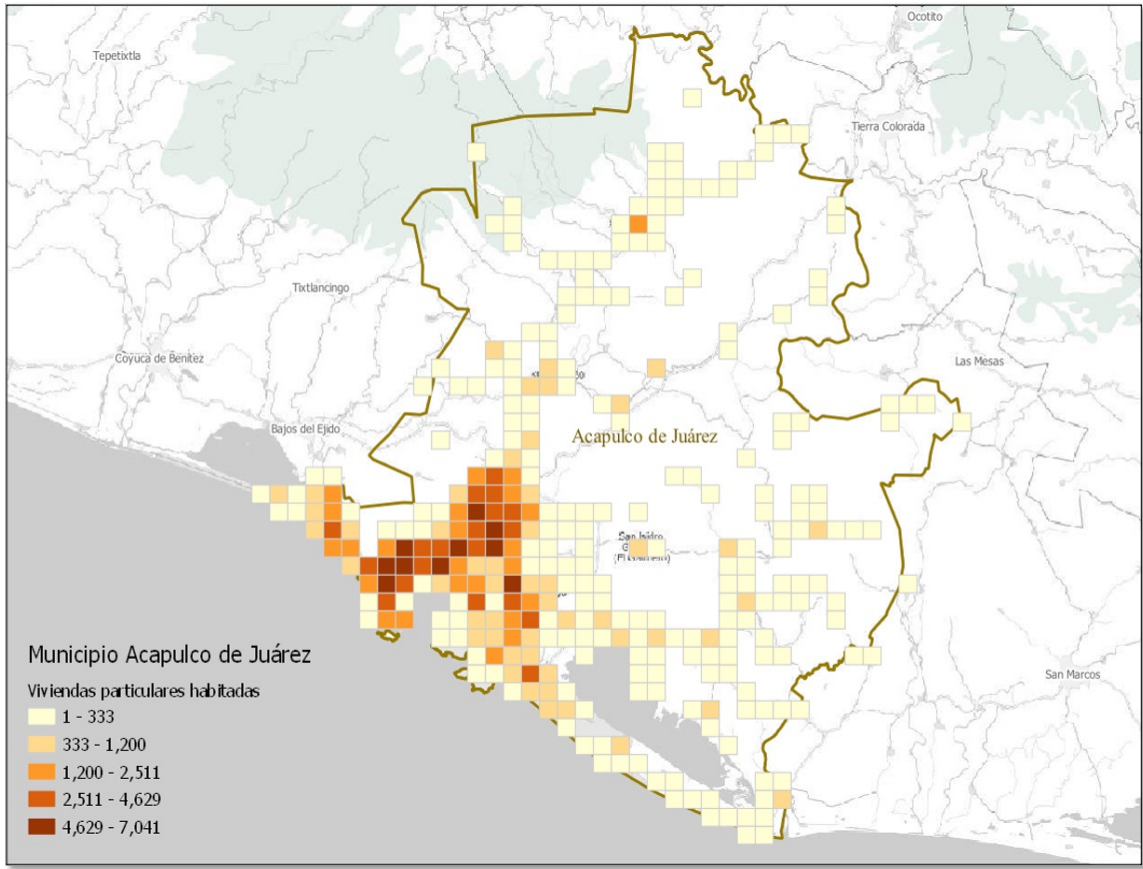 Ocotito
Tepetixtla
Tierra Colorada
Tixtlancingo
Coyuca de Benítez
Las Mesas
Bajos del Ejido
Acapulco de Juárez
San Isidro
San Marcos
Municipio Acapulco de Juárez
Viviendas particulares habitadas
1 - 333
333 - 1,200
1,200 - 2,511
2,511 - 4,629
4,629 - 7,041